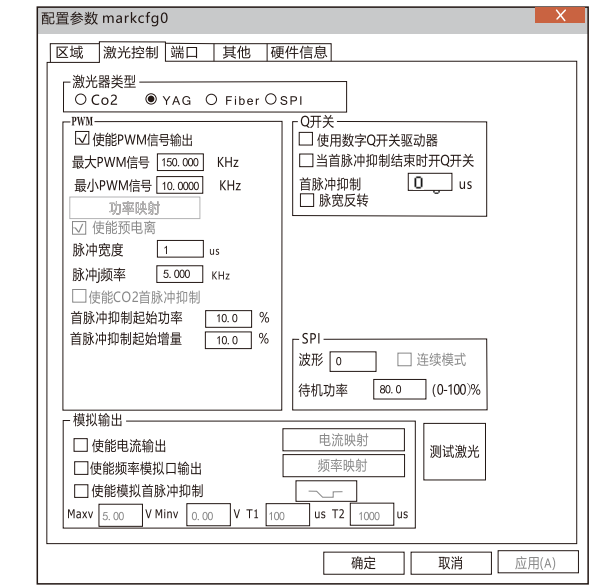 配置参数 markcfg0
X
区域 激光控制 端口 其他 硬件信息
激光器类型
Co2 YAG Fiber SPI
PWM
使能PWM信号输出
最大PWM信号 150.000 KHz
最小PWM信号 10.0000 KHz
功率映射
使能预电离
脉冲宽度 1 us
脉冲j频率 5.000 KHz
使能CO2首脉冲抑制
首脉冲抑制起始功率 10.0 %
首脉冲抑制起始增量 10.0 %
Q开关
使用数字Q开关驱动器
当首脉冲抑制结束时开Q开关
首脉冲抑制 0 us
脉宽反转
SPI
波形 0 连续模式
待机功率 80.0 (0-100)%
模拟输出
使能电流输出 电流映射
使能频率模拟口输出 频率映射
使能模拟首脉冲抑制
Maxv 5.00 V Minv 0.00 V T1 100 us T2 1000 us
测试激光
确定 取消 应用(A)